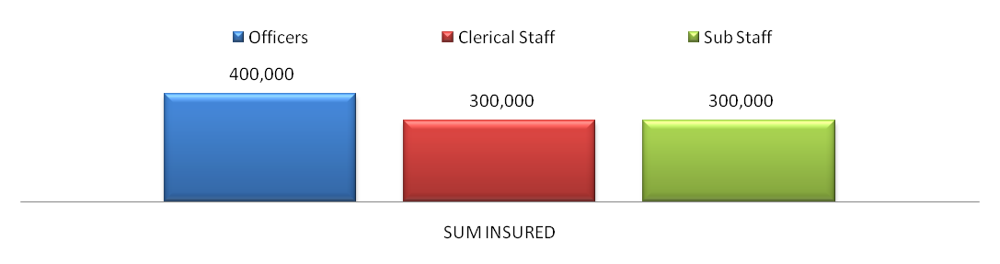 Officers Clerical Staff Sub Staff
400,000
300,000 300,000
SUM INSURED